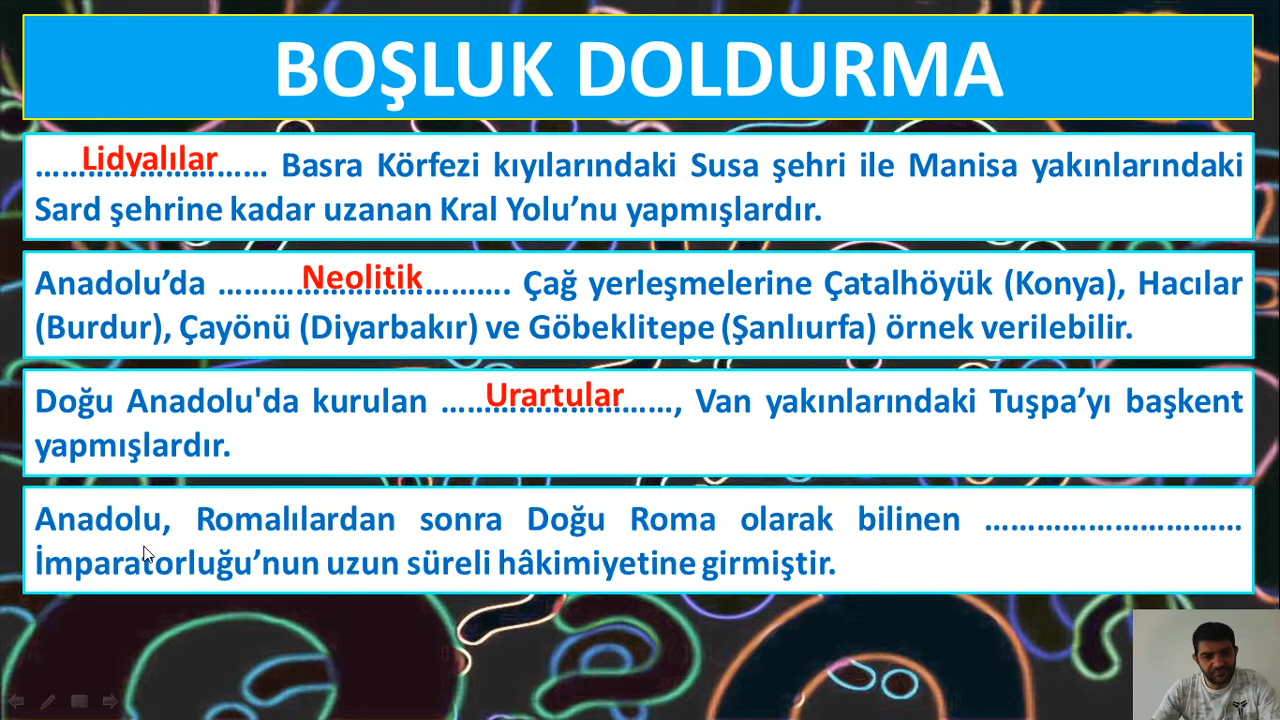 BOŞLUK DOLDURMA
……Lidyalılar…… Basra Körfezi kıyılarındaki Susa şehri ile Manisa yakınlarındaki
Sard şehrine kadar uzanan Kral Yolu’nu yapmışlardır.
Anadolu’da ………Neolitik………. Çağ yerleşmelerine Çatalhöyük (Konya), Hacılar
(Burdur), Çayönü (Diyarbakır) ve Göbeklitepe (Şanlıurfa) örnek verilebilir.
Doğu Anadolu'da kurulan ……Urartular……, Van yakınlarındaki Tuşpa’yı başkent
yapmışlardır.
Anadolu, Romalılardan sonra Doğu Roma olarak bilinen …………………………
İmparatorluğu’nun uzun süreli hâkimiyetine girmiştir.